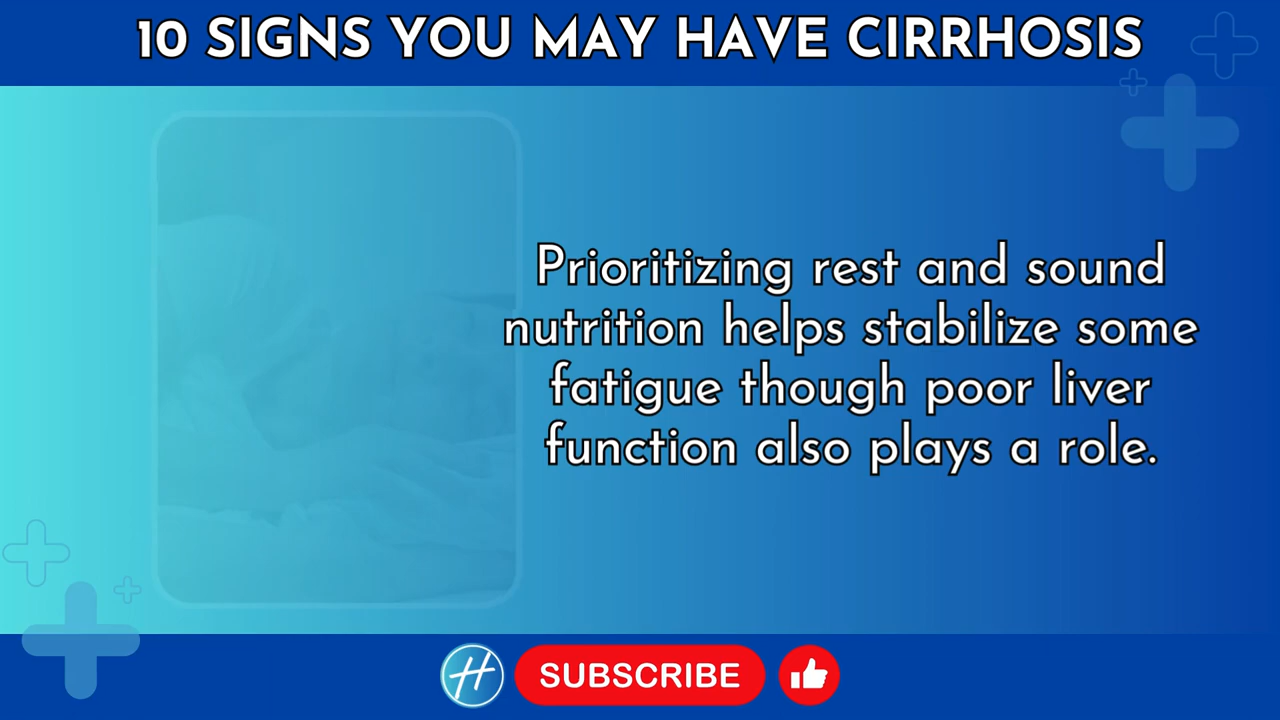 10 SIGNS YOU MAY HAVE CIRRHOSIS
Prioritizing rest and sound
nutrition helps stabilize some
fatigue though poor liver
function also plays a role.
H SUBSCRIBE